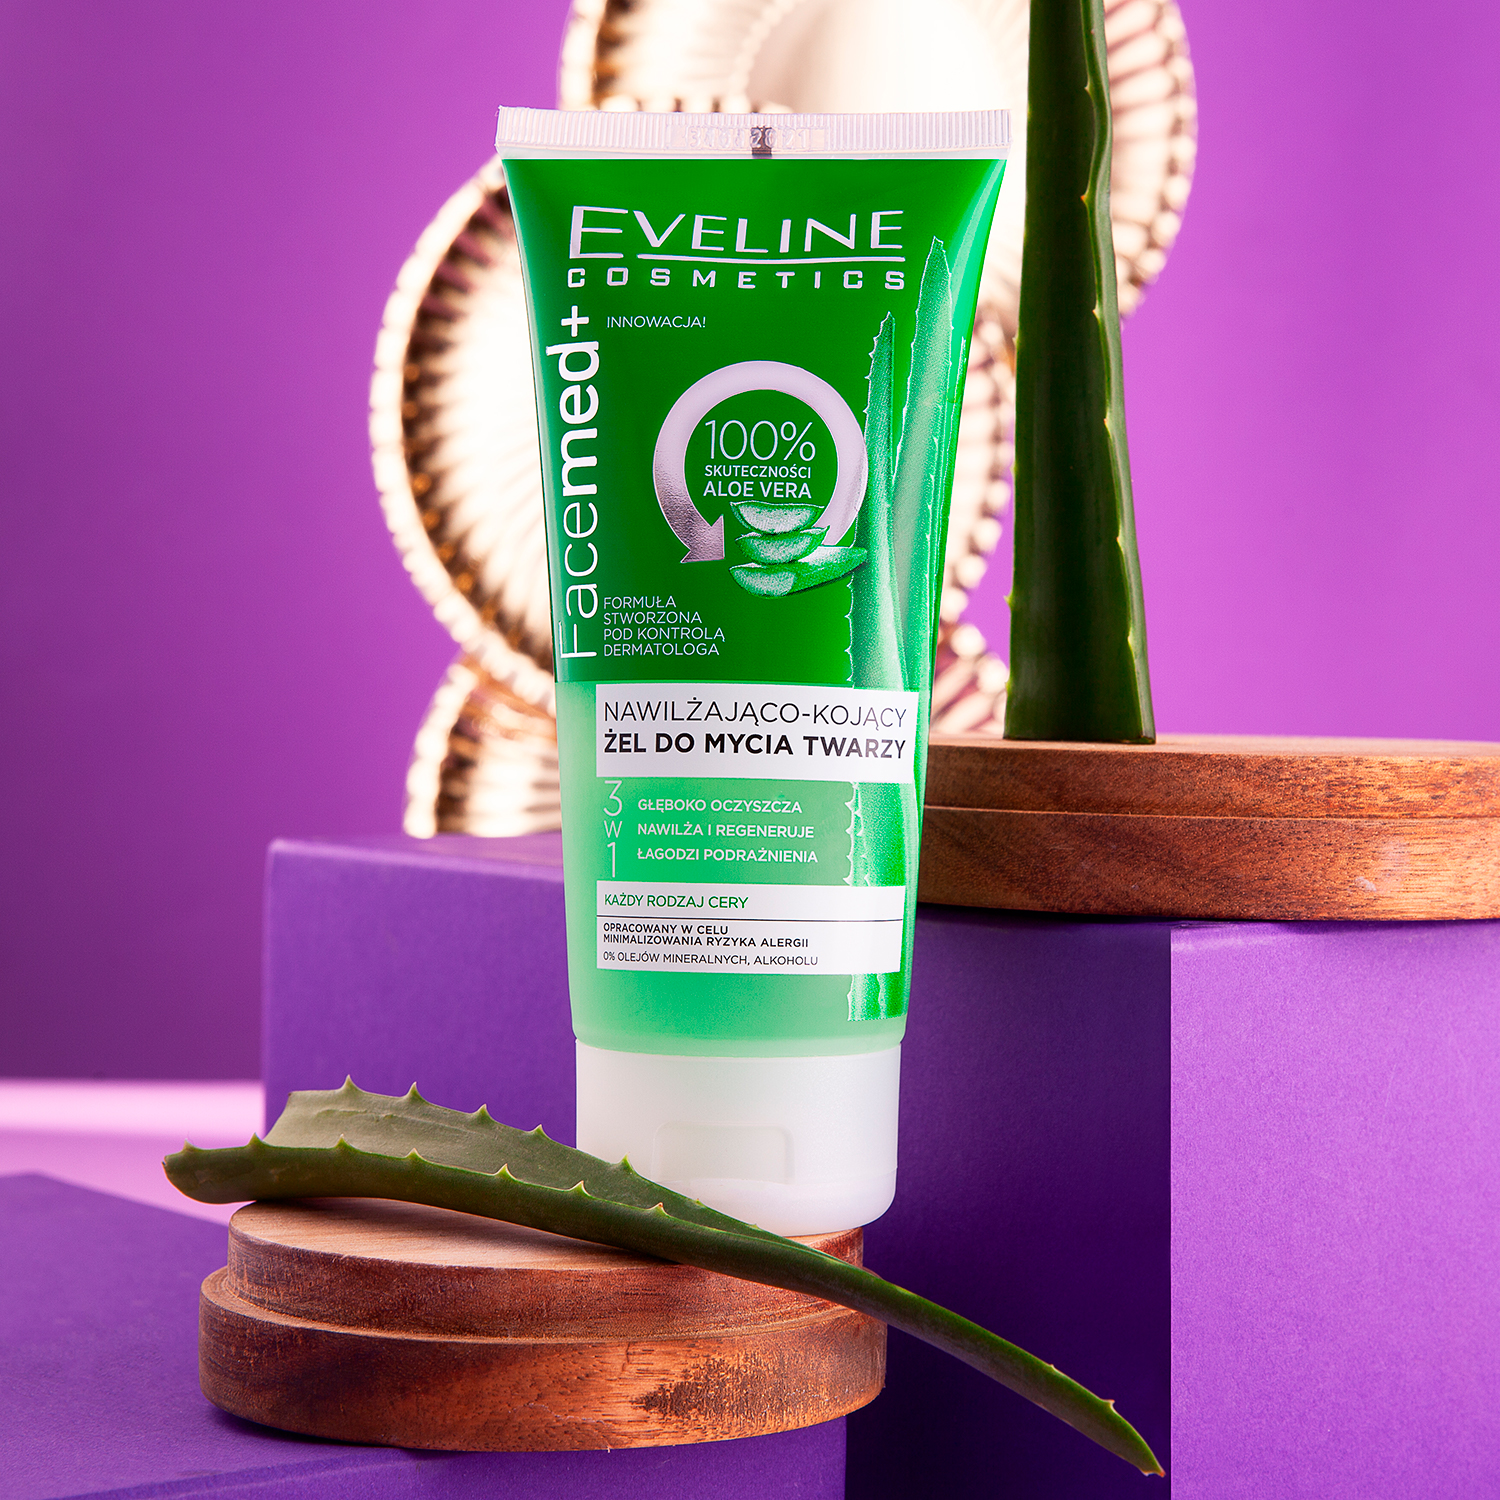 EVELINE
COSMETICS
Facemed+
INNOWACJA!
100%
SKUTECZNOŚCI
ALOE VERA
FORMUŁA
STWORZONA
POD KONTROLĄ
DERMATOLOGA
NAWILŻAJĄCO-KOJĄCY
ŻEL DO MYCIA TWARZY
3
W
1
GŁĘBOKO OCZYSZCZA
NAWILŻA I REGENERUJE
ŁAGODZI PODRAŻNIENIA
KAŻDY RODZAJ CERY
OPRACOWANY W CELU
MINIMALIZOWANIA RYZYKA ALERGII
0% OLEJÓW MINERALNYCH, ALKOHOLU